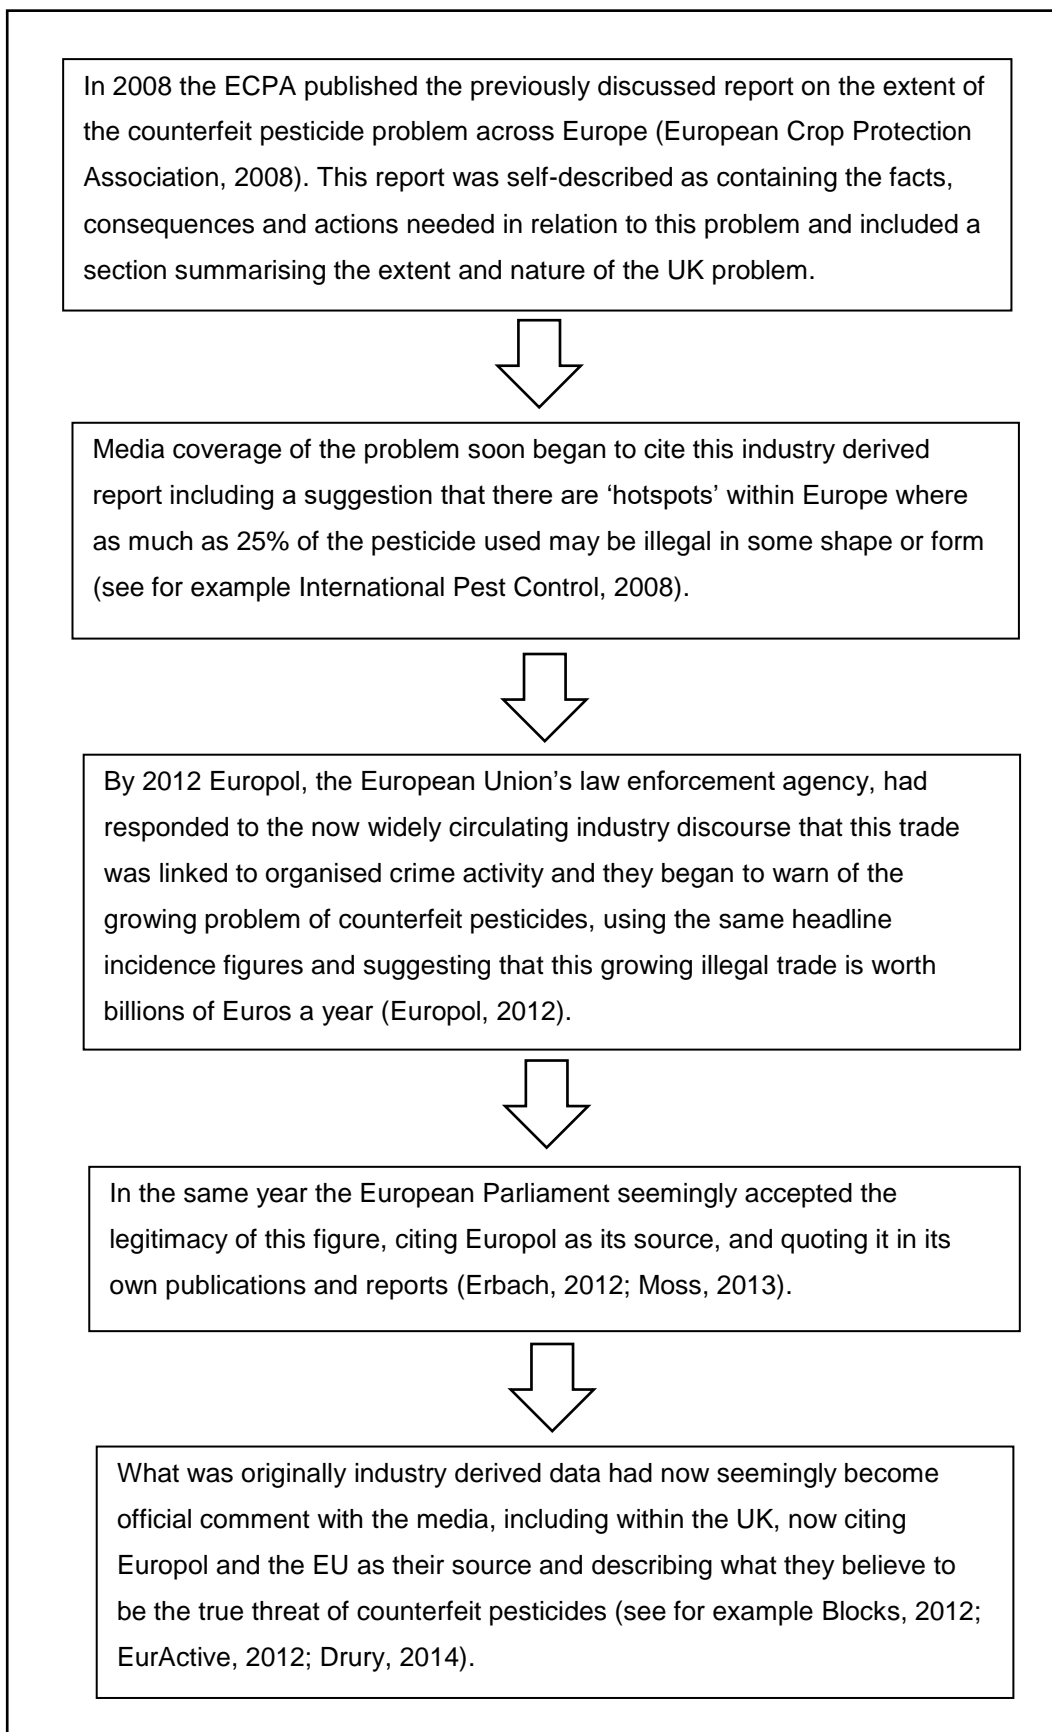 In 2008 the ECPA published the previously discussed report on the extent of
the counterfeit pesticide problem across Europe (European Crop Protection
Association, 2008). This report was self-described as containing the facts,
consequences and actions needed in relation to this problem and included a
section summarising the extent and nature of the UK problem.
Media coverage of the problem soon began to cite this industry derived
report including a suggestion that there are ‘hotspots’ within Europe where
as much as 25% of the pesticide used may be illegal in some shape or form
(see for example International Pest Control, 2008).
By 2012 Europol, the European Union’s law enforcement agency, had
responded to the now widely circulating industry discourse that this trade
was linked to organised crime activity and they began to warn of the
growing problem of counterfeit pesticides, using the same headline
incidence figures and suggesting that this growing illegal trade is worth
billions of Euros a year (Europol, 2012).
In the same year the European Parliament seemingly accepted the
legitimacy of this figure, citing Europol as its source, and quoting it in its
own publications and reports (Erbach, 2012; Moss, 2013).
What was originally industry derived data had now seemingly become
official comment with the media, including within the UK, now citing
Europol and the EU as their source and describing what they believe to
be the true threat of counterfeit pesticides (see for example Blocks, 2012;
EurActive, 2012; Drury, 2014).